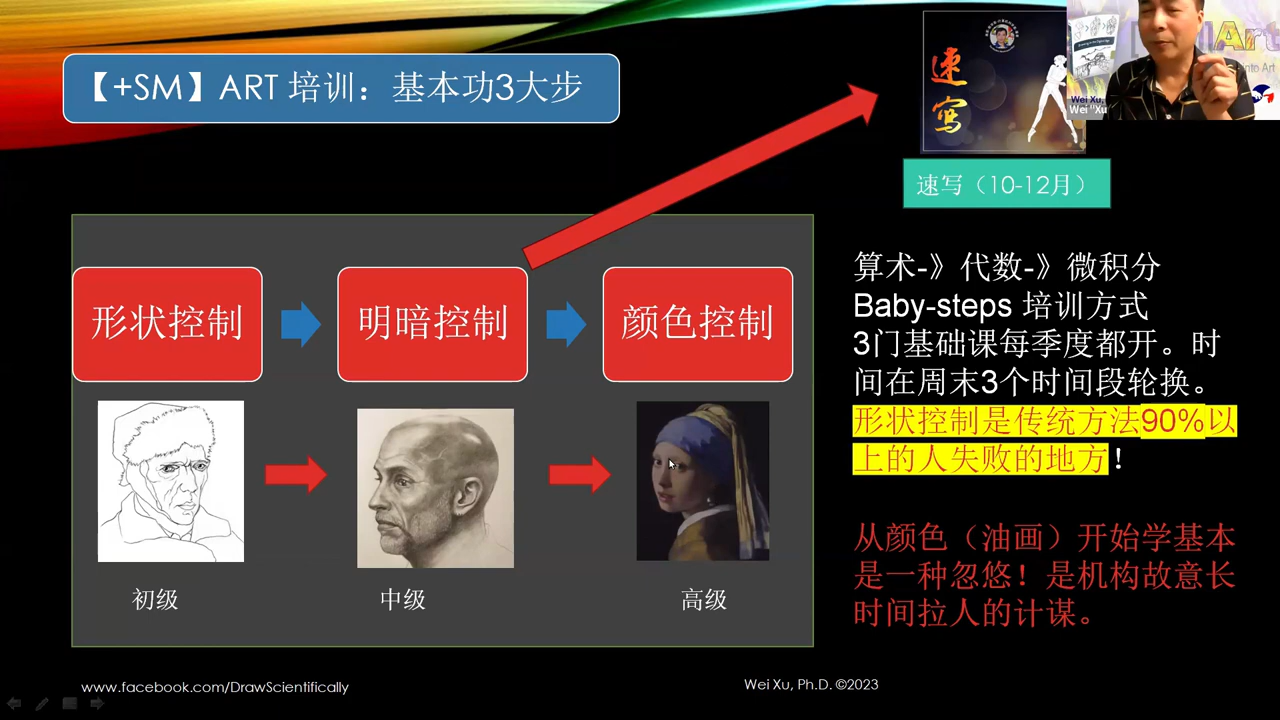 【+SM】ART 培训：基本功3大步
速写
lArt
into Art
Wei Xu,
Wei "Xu
速写（10-12月）
形状控制
明暗控制
颜色控制
初级
中级
高级
算术-》代数-》微积分
Baby-steps 培训方式
3门基础课每季度都开。时
间在周末3个时间段轮换。
形状控制是传统方法90%以
上的人失败的地方！
从颜色（油画）开始学基本
是一种忽悠！是机构故意长
时间拉人的计谋。
www.facebook.com/DrawScientifically
Wei Xu, Ph.D. ©2023